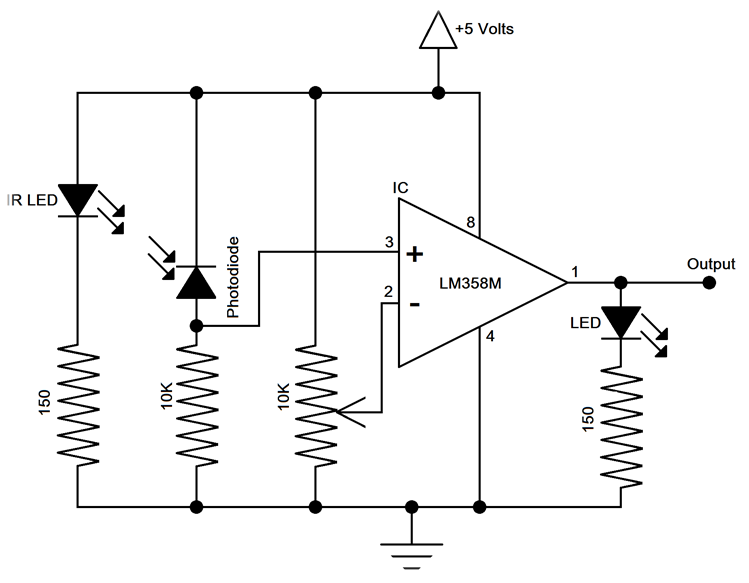 +5 Volts
IR LED
Photodiode
IC
8
3
+
LM358M
1
Output
2
-
4
LED
150
10K
10K
150